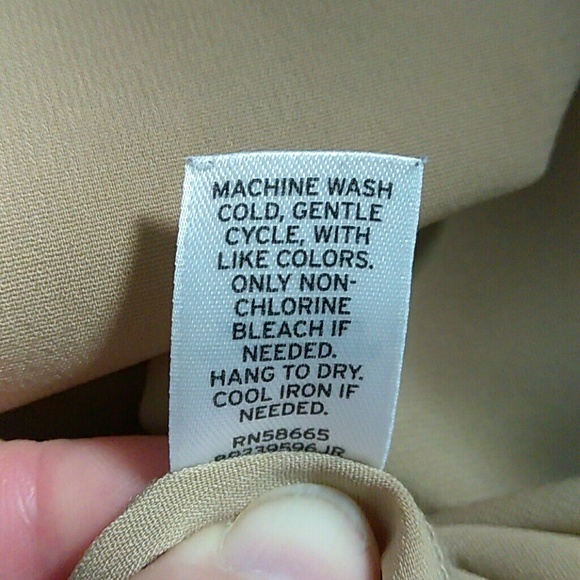 MACHINE WASH
COLD, GENTLE
CYCLE, WITH
LIKE COLORS.
ONLY NON-
CHLORINE
BLEACH IF
NEEDED.
HANG TO DRY.
COOL IRON IF
NEEDED.
RN58665